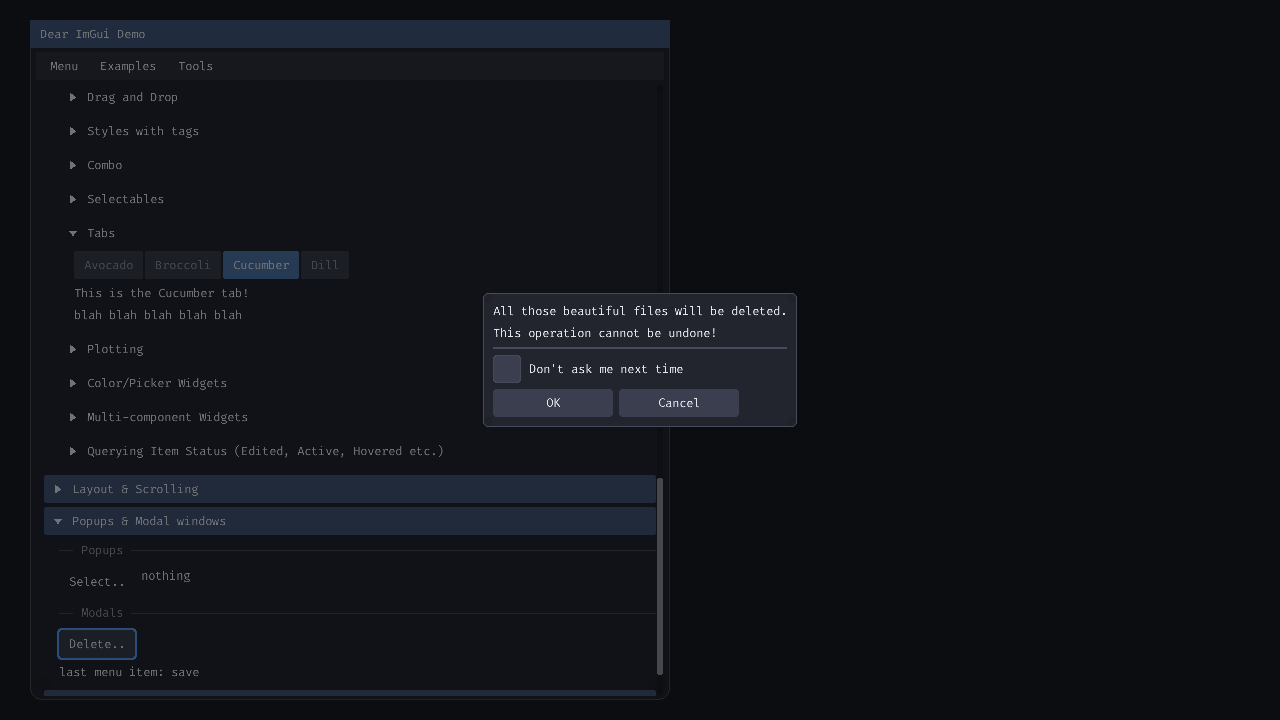 Dear ImGui Demo
Menu Examples Tools
Drag and Drop
Styles with tags
Combo
Selectables
Tabs
Avocado Broccoli Cucumber Dill
This is the Cucumber tab!
blah blah blah blah blah
Plotting
Color/Picker Widgets
Multi-component Widgets
Querying Item Status (Edited, Active, Hovered etc.)
Layout & Scrolling
Popups & Modal windows
Popups
Select.. nothing
Modals
Delete..
last menu item: save
All those beautiful files will be deleted.
This operation cannot be undone!
Don't ask me next time
OK Cancel